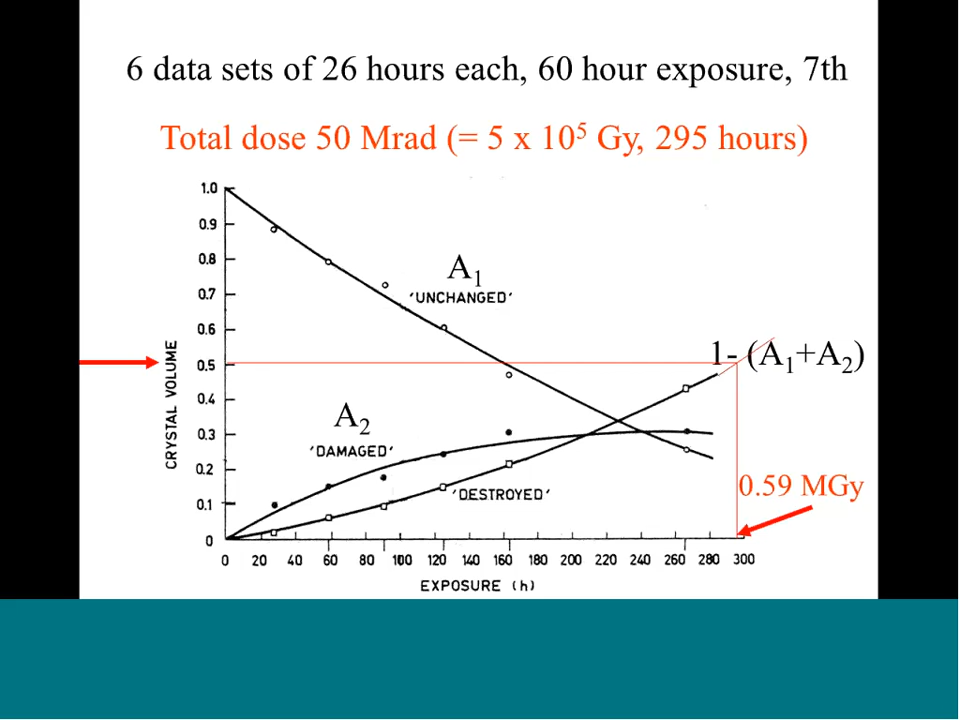 6 data sets of 26 hours each, 60 hour exposure, 7th
Total dose 50 Mrad (= 5 x 10⁵ Gy, 295 hours)
1.0
0.9
0.8
0.7
0.6
0.5
0.4
0.3
0.2
0.1
0
CRYSTAL VOLUME
A₁
'UNCHANGED'
1- (A₁+A₂)
A₂
'DAMAGED'
'DESTROYED'
0.59 MGy
0 20 40 60 80 100 120 140 160 180 200 220 240 260 280 300
EXPOSURE (h)